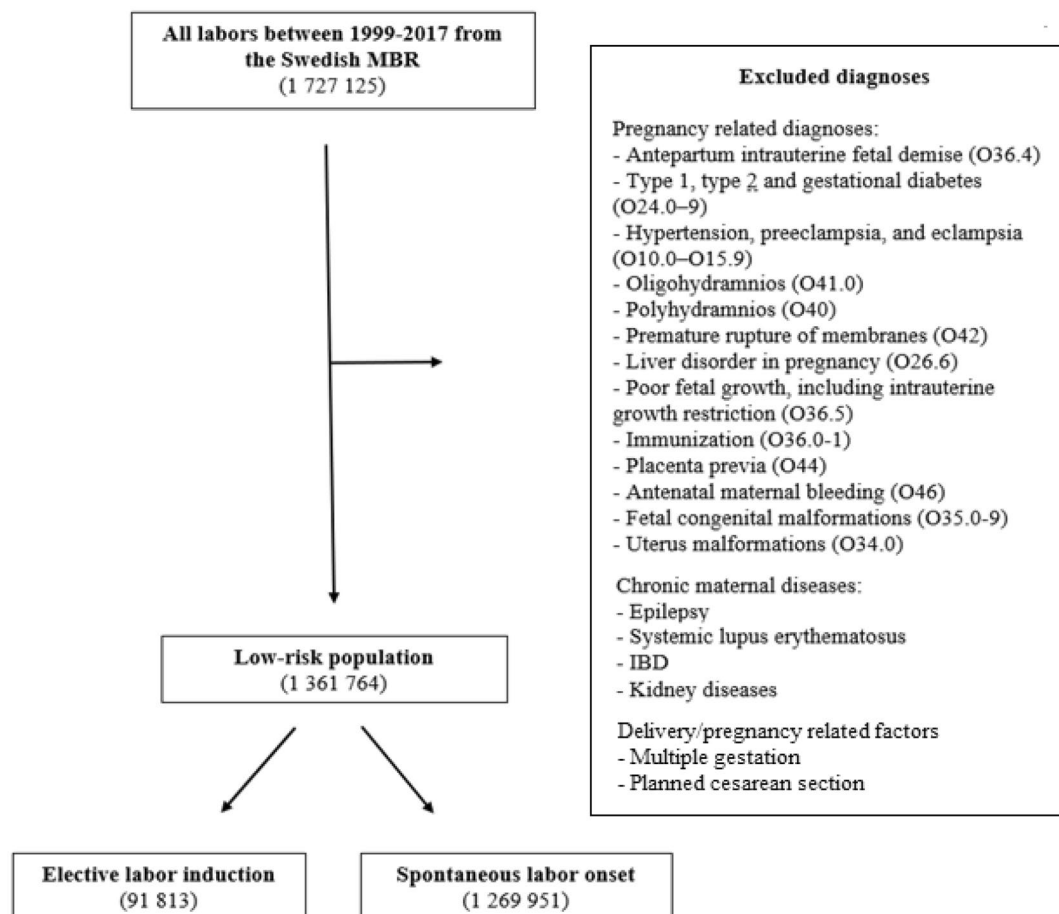 All labors between 1999-2017 from
the Swedish MBR
(1 727 125)
Excluded diagnoses
Pregnancy related diagnoses:
- Antepartum intrauterine fetal demise (O36.4)
- Type 1, type 2 and gestational diabetes
(O24.0–9)
- Hypertension, preeclampsia, and eclampsia
(O10.0–O15.9)
- Oligohydramnios (O41.0)
- Polyhydramnios (O40)
- Premature rupture of membranes (O42)
- Liver disorder in pregnancy (O26.6)
- Poor fetal growth, including intrauterine
growth restriction (O36.5)
- Immunization (O36.0-1)
- Placenta previa (O44)
- Antenatal maternal bleeding (O46)
- Fetal congenital malformations (O35.0-9)
- Uterus malformations (O34.0)
Chronic maternal diseases:
- Epilepsy
- Systemic lupus erythematosus
- IBD
- Kidney diseases
Delivery/pregnancy related factors
- Multiple gestation
- Planned cesarean section
Low-risk population
(1 361 764)
Elective labor induction
(91 813)
Spontaneous labor onset
(1 269 951)